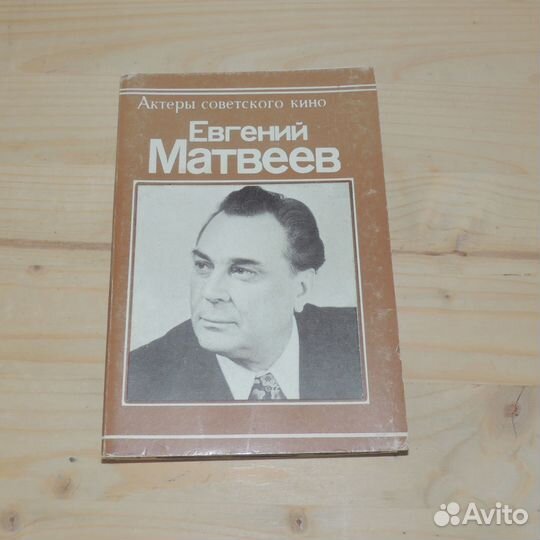 Актеры советского кино
Евгений
Матвеев
Avito